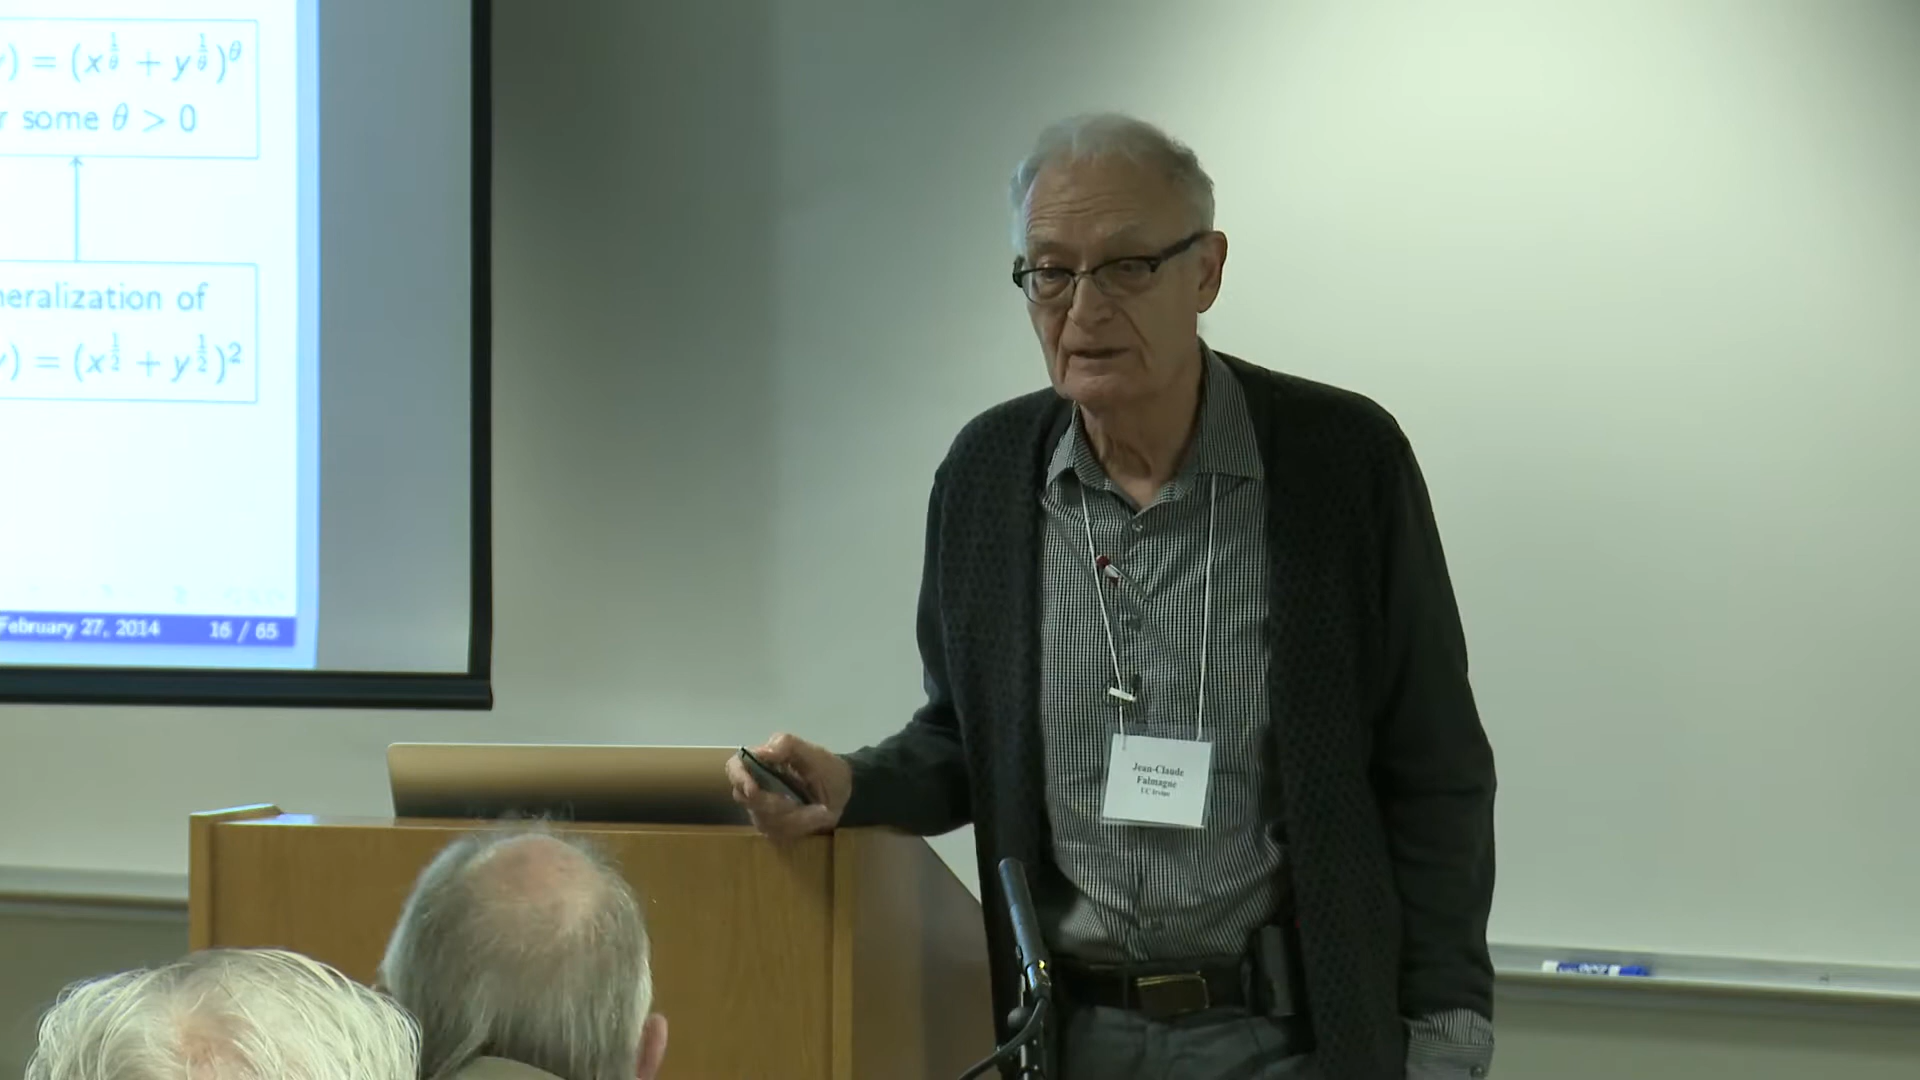 ) = (x^{1/θ} + y^{1/θ})^θ
r some θ > 0
neralization of
) = (x^{1/2} + y^{1/2})^2
February 27, 2014 16 / 65
Jean-Claude
Falmagne
UC Irvine